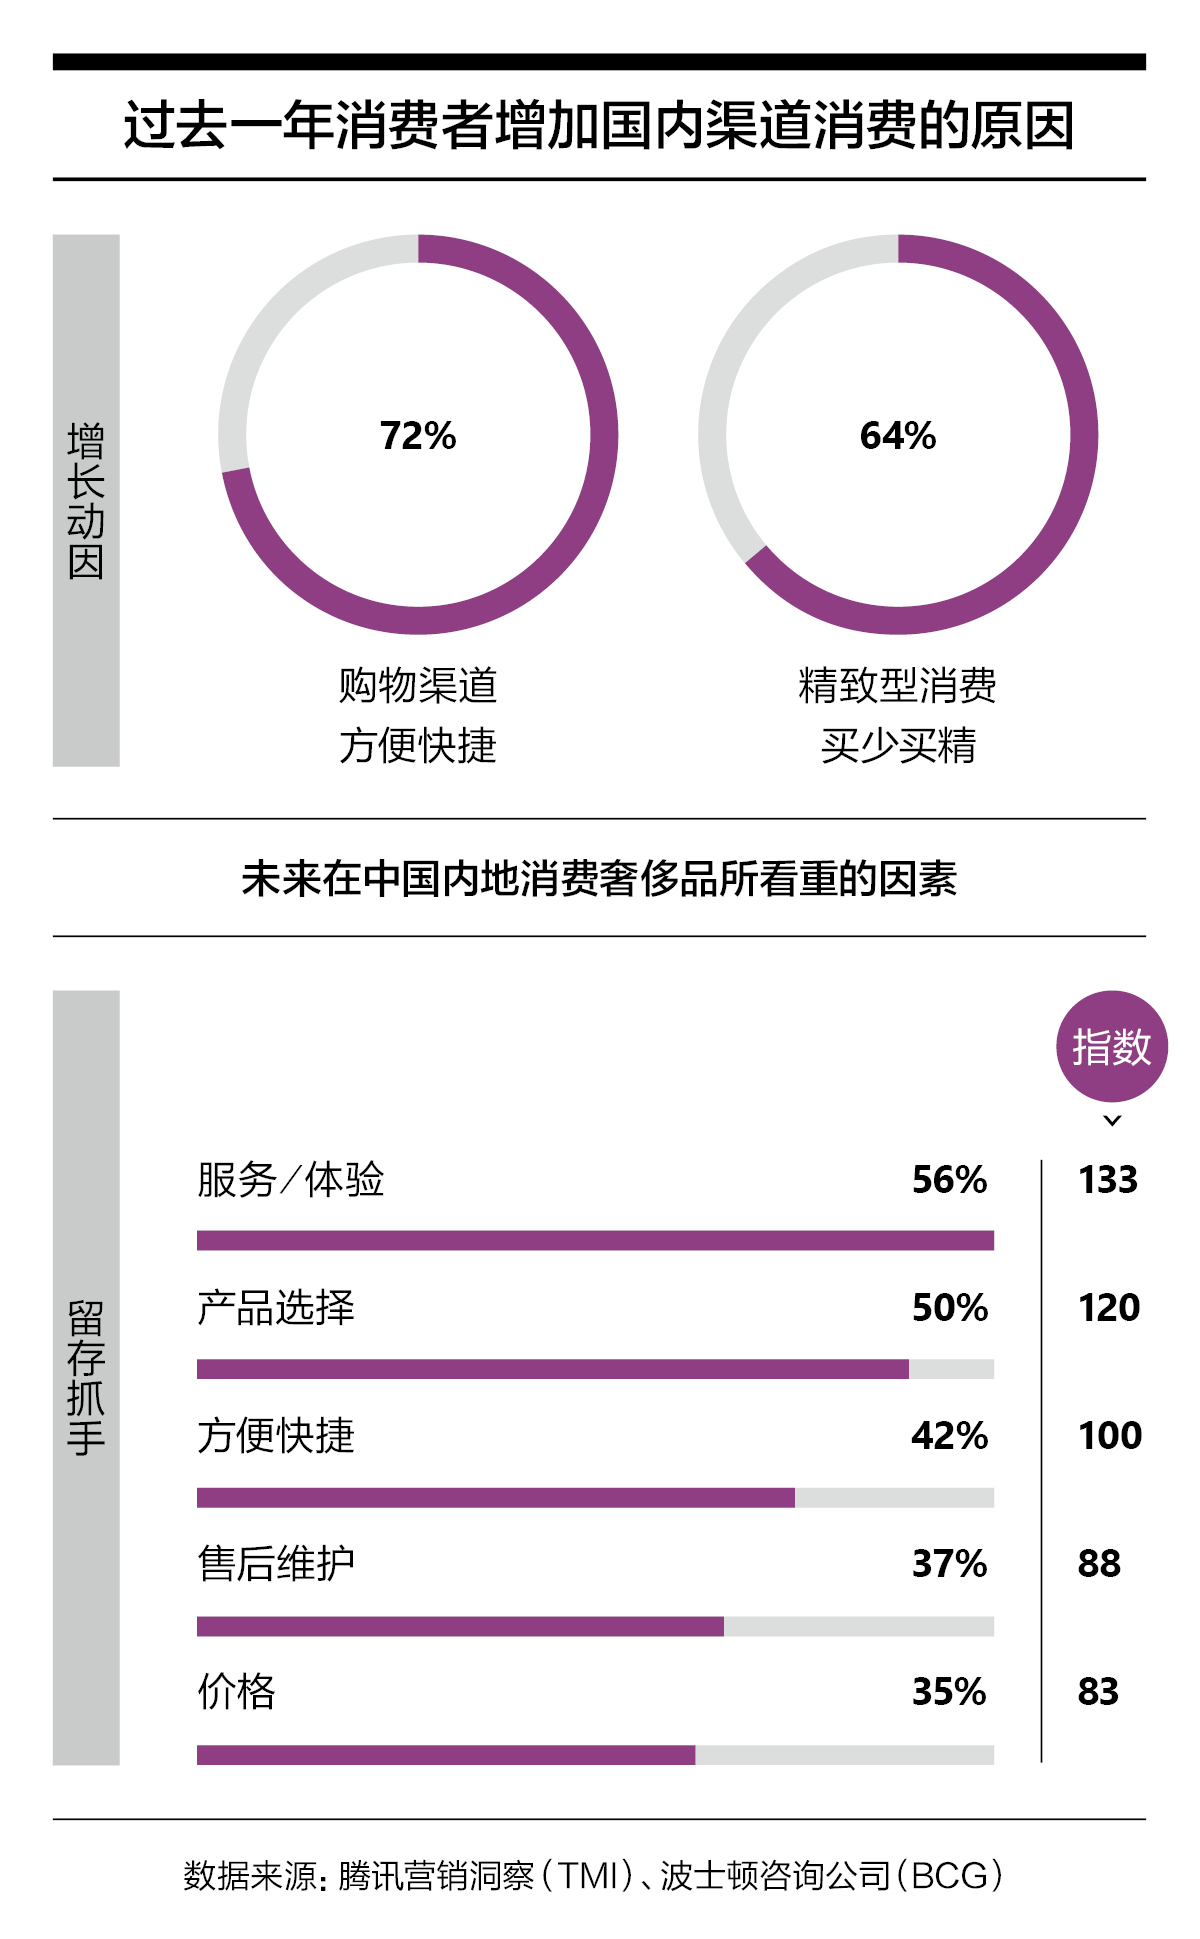 过去一年消费者增加国内渠道消费的原因
增长动因
72%
64%
购物渠道
方便快捷
精致型消费
买少买精
未来在中国内地消费奢侈品所看重的因素
留存抓手
指数
服务/体验 56% 133
产品选择 50% 120
方便快捷 42% 100
售后维护 37% 88
价格 35% 83
数据来源：腾讯营销洞察（TMI）、波士顿咨询公司（BCG）